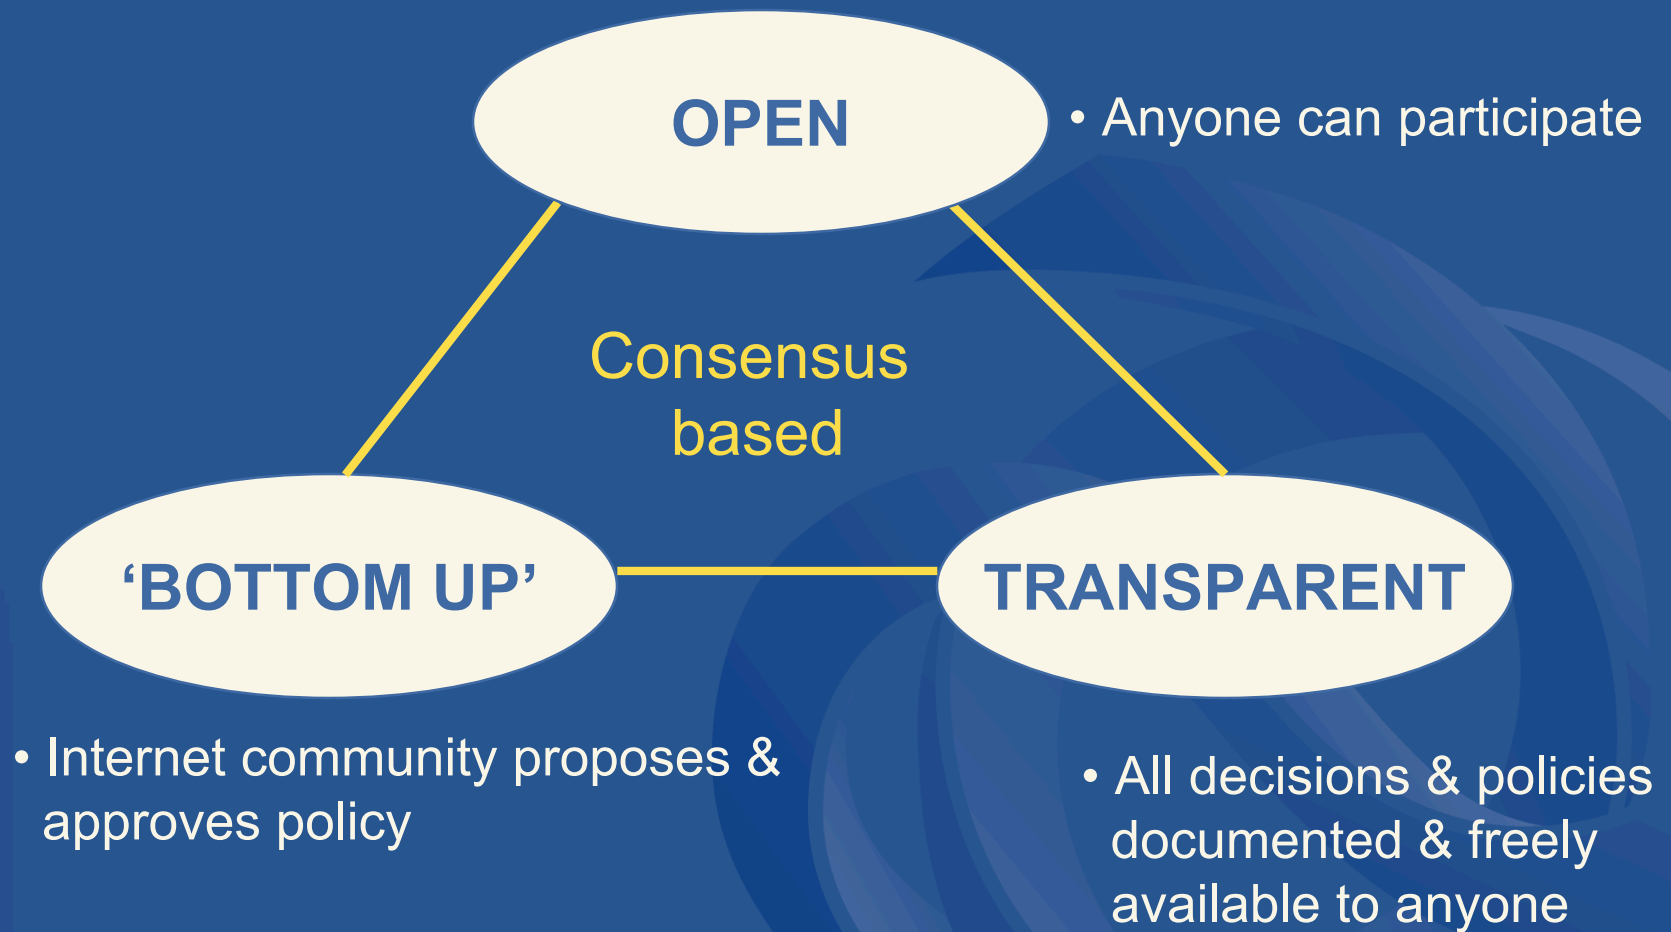 OPEN
• Anyone can participate
Consensus
based
‘BOTTOM UP’
TRANSPARENT
• Internet community proposes &
approves policy
• All decisions & policies
documented & freely
available to anyone